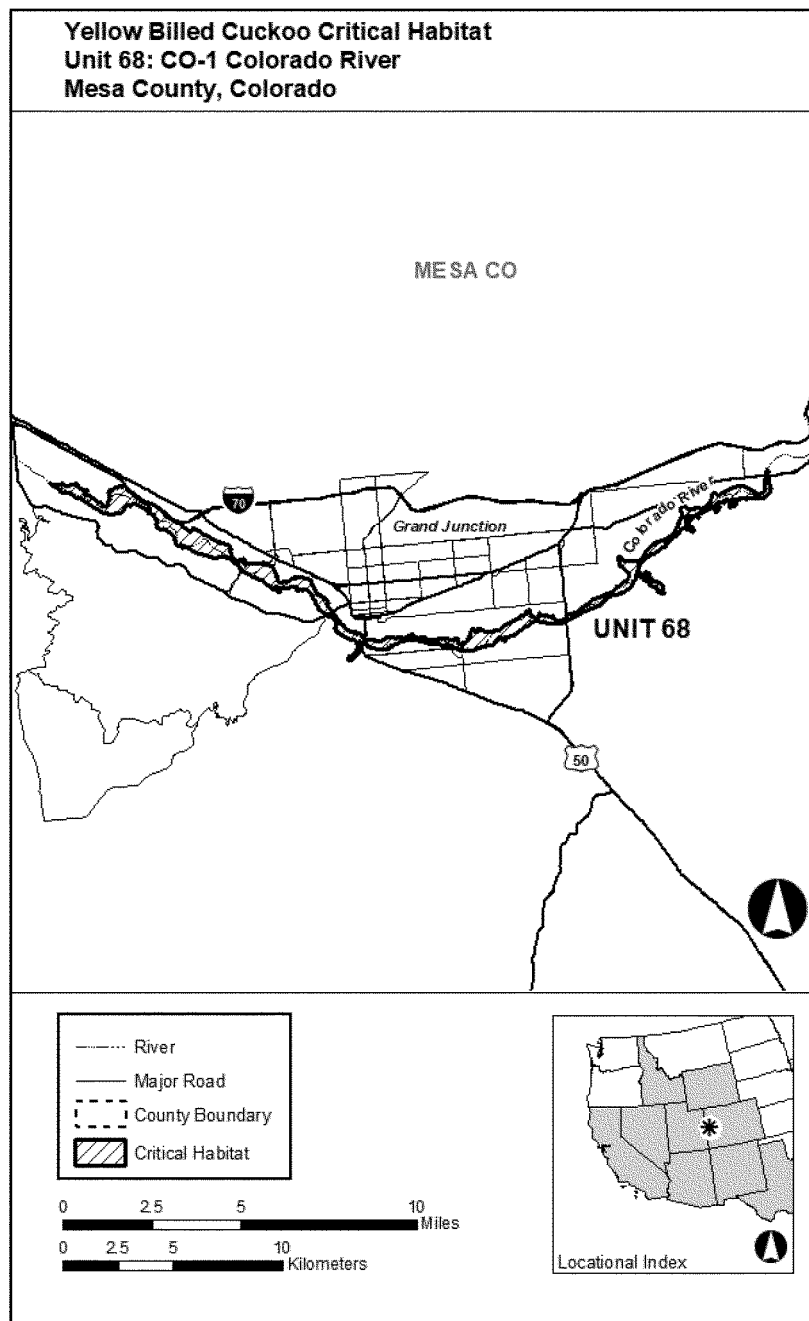 Yellow Billed Cuckoo Critical Habitat
Unit 68: CO-1 Colorado River
Mesa County, Colorado
MESA CO
70
Grand Junction
Colorado River
UNIT 68
50
River
Major Road
County Boundary
Critical Habitat
0 2.5 5 10
Miles
0 2.5 5 10
Kilometers
Locational Index